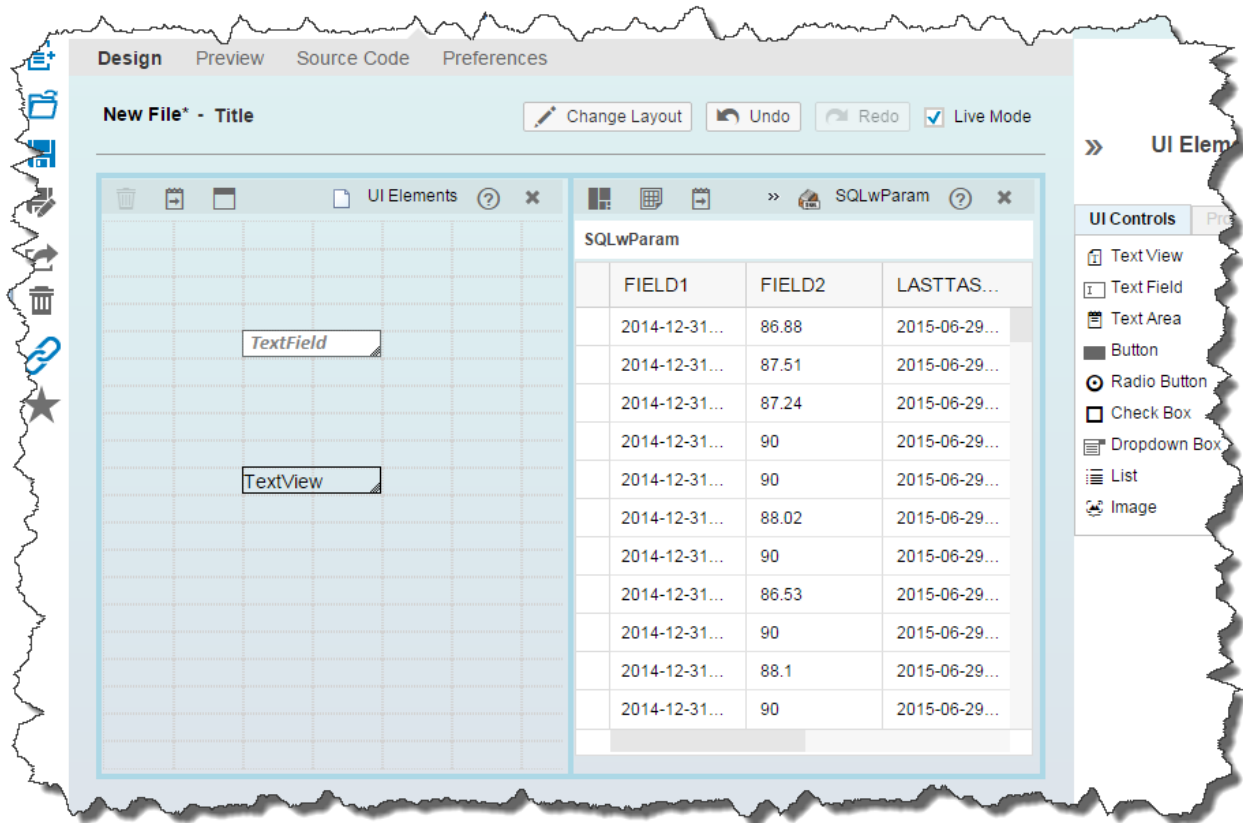 Design Preview Source Code Preferences
New File* - Title
Change Layout Undo Redo Live Mode
» UI Elem
UI Elements ? × » SQLwParam ? ×
UI Controls Pro
SQLwParam
FIELD1 FIELD2 LASTTAS...
2014-12-31... 86.88 2015-06-29...
2014-12-31... 87.51 2015-06-29...
2014-12-31... 87.24 2015-06-29...
2014-12-31... 90 2015-06-29...
2014-12-31... 90 2015-06-29...
2014-12-31... 88.02 2015-06-29...
2014-12-31... 90 2015-06-29...
2014-12-31... 86.53 2015-06-29...
2014-12-31... 90 2015-06-29...
2014-12-31... 88.1 2015-06-29...
2014-12-31... 90 2015-06-29...
TextField
TextView
Text View
Text Field
Text Area
Button
Radio Button
Check Box
Dropdown Box
List
Image